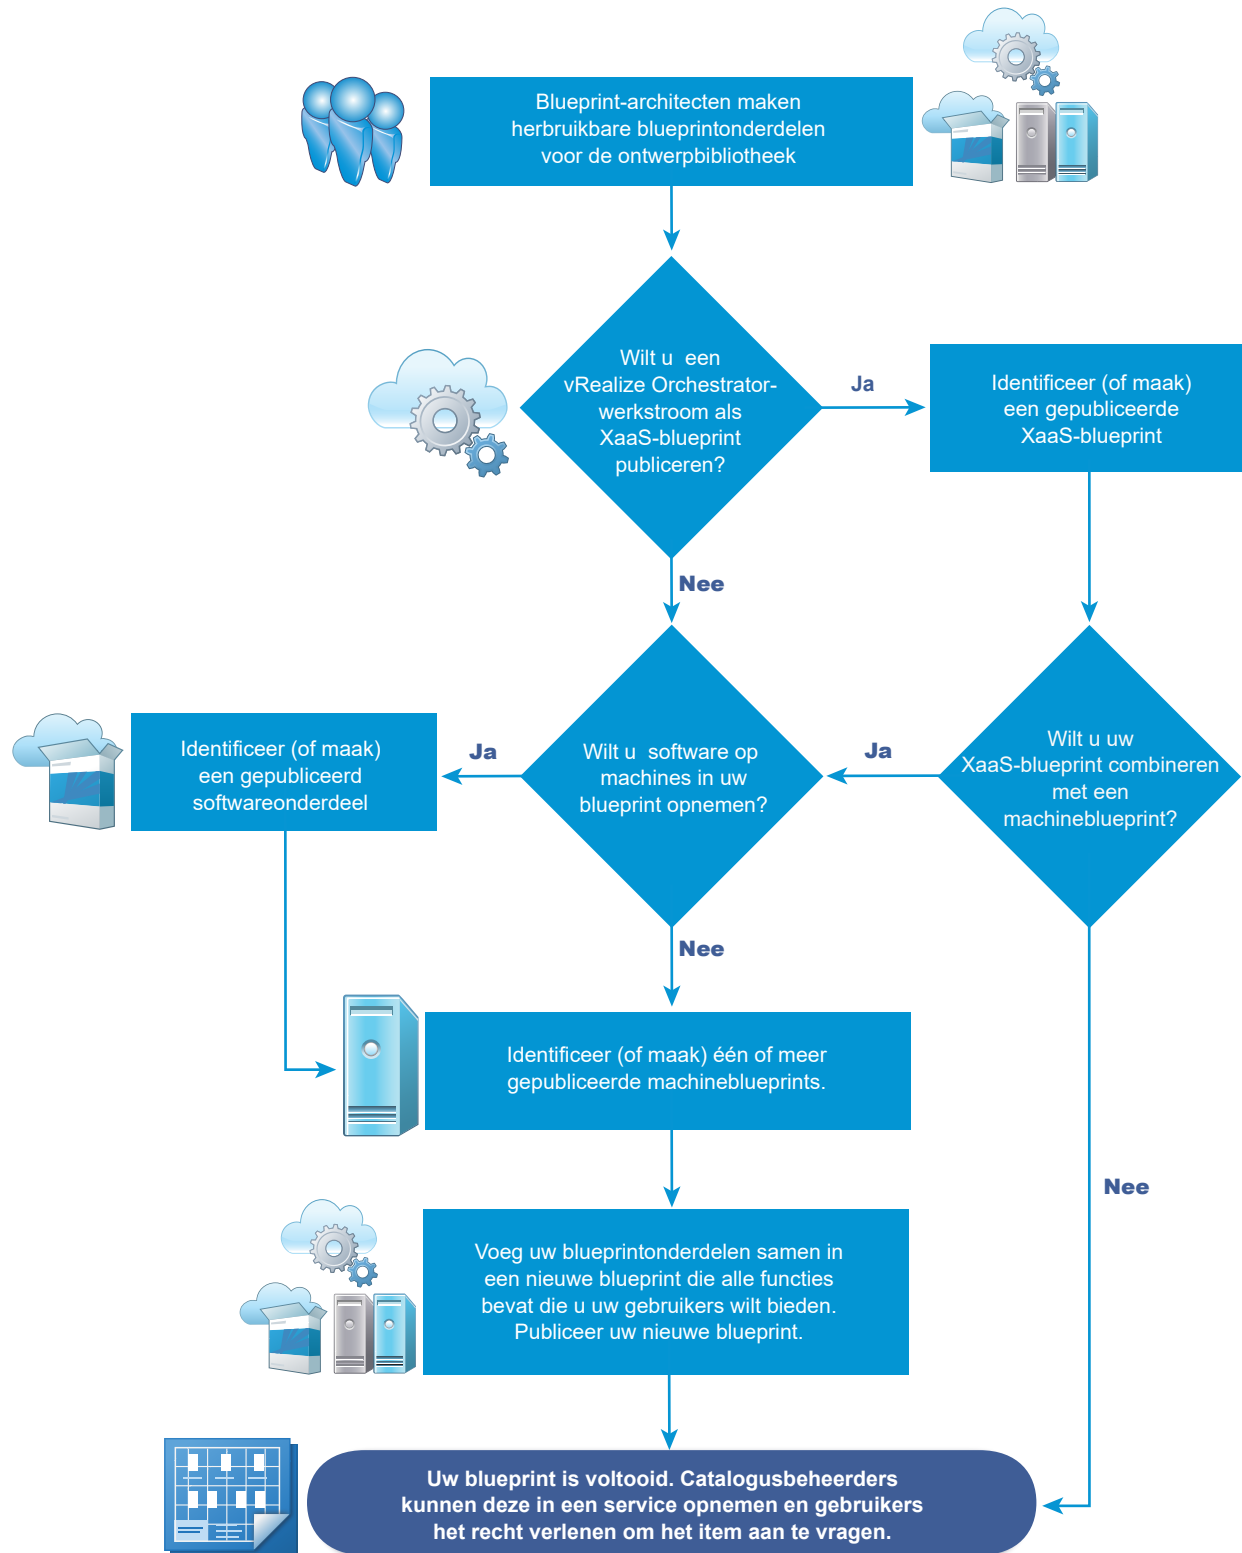 Blueprint-architecten maken
herbruikbare blueprintonderdelen
voor de ontwerpbibliotheek
Wilt u een
vRealize Orchestrator-
werkstroom als
XaaS-blueprint
publiceren?
Ja
Identificeer (of maak)
een gepubliceerde
XaaS-blueprint
Nee
Identificeer (of maak)
een gepubliceerd
softwareonderdeel
Ja
Wilt u software op
machines in uw
blueprint opnemen?
Ja
Wilt u uw
XaaS-blueprint combineren
met een
machineblueprint?
Nee
Identificeer (of maak) één of meer
gepubliceerde machineblueprints.
Nee
Voeg uw blueprintonderdelen samen in
een nieuwe blueprint die alle functies
bevat die u uw gebruikers wilt bieden.
Publiceer uw nieuwe blueprint.
Uw blueprint is voltooid. Catalogusbeheerders
kunnen deze in een service opnemen en gebruikers
het recht verlenen om het item aan te vragen.